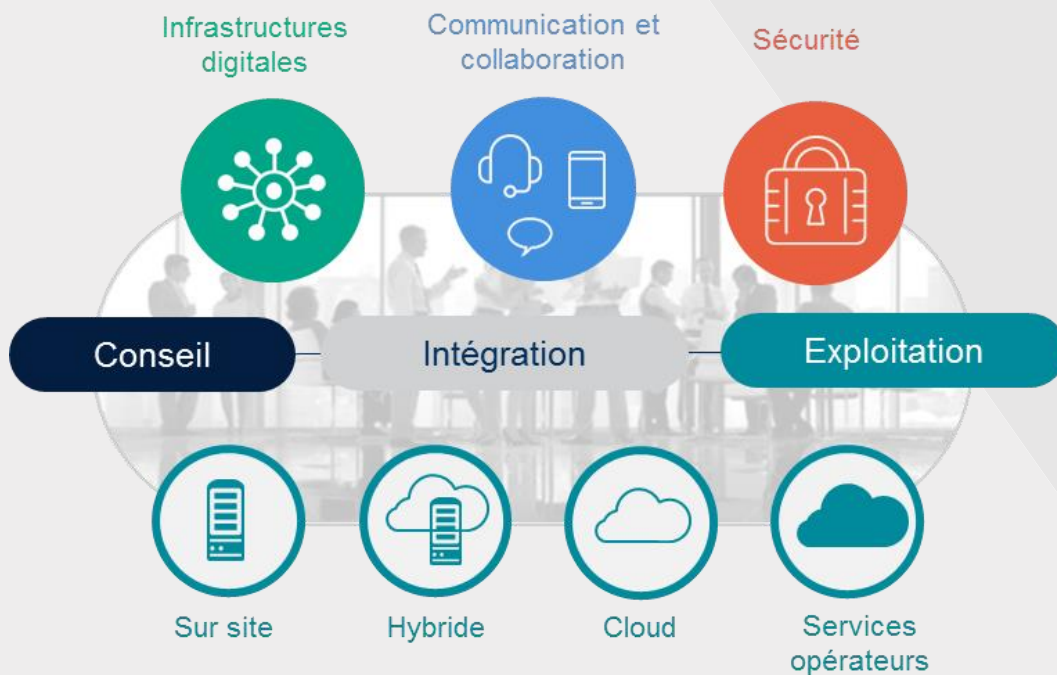 Infrastructures
digitales
Communication et
collaboration
Sécurité
Conseil
Intégration
Exploitation
Sur site
Hybride
Cloud
Services
opérateurs